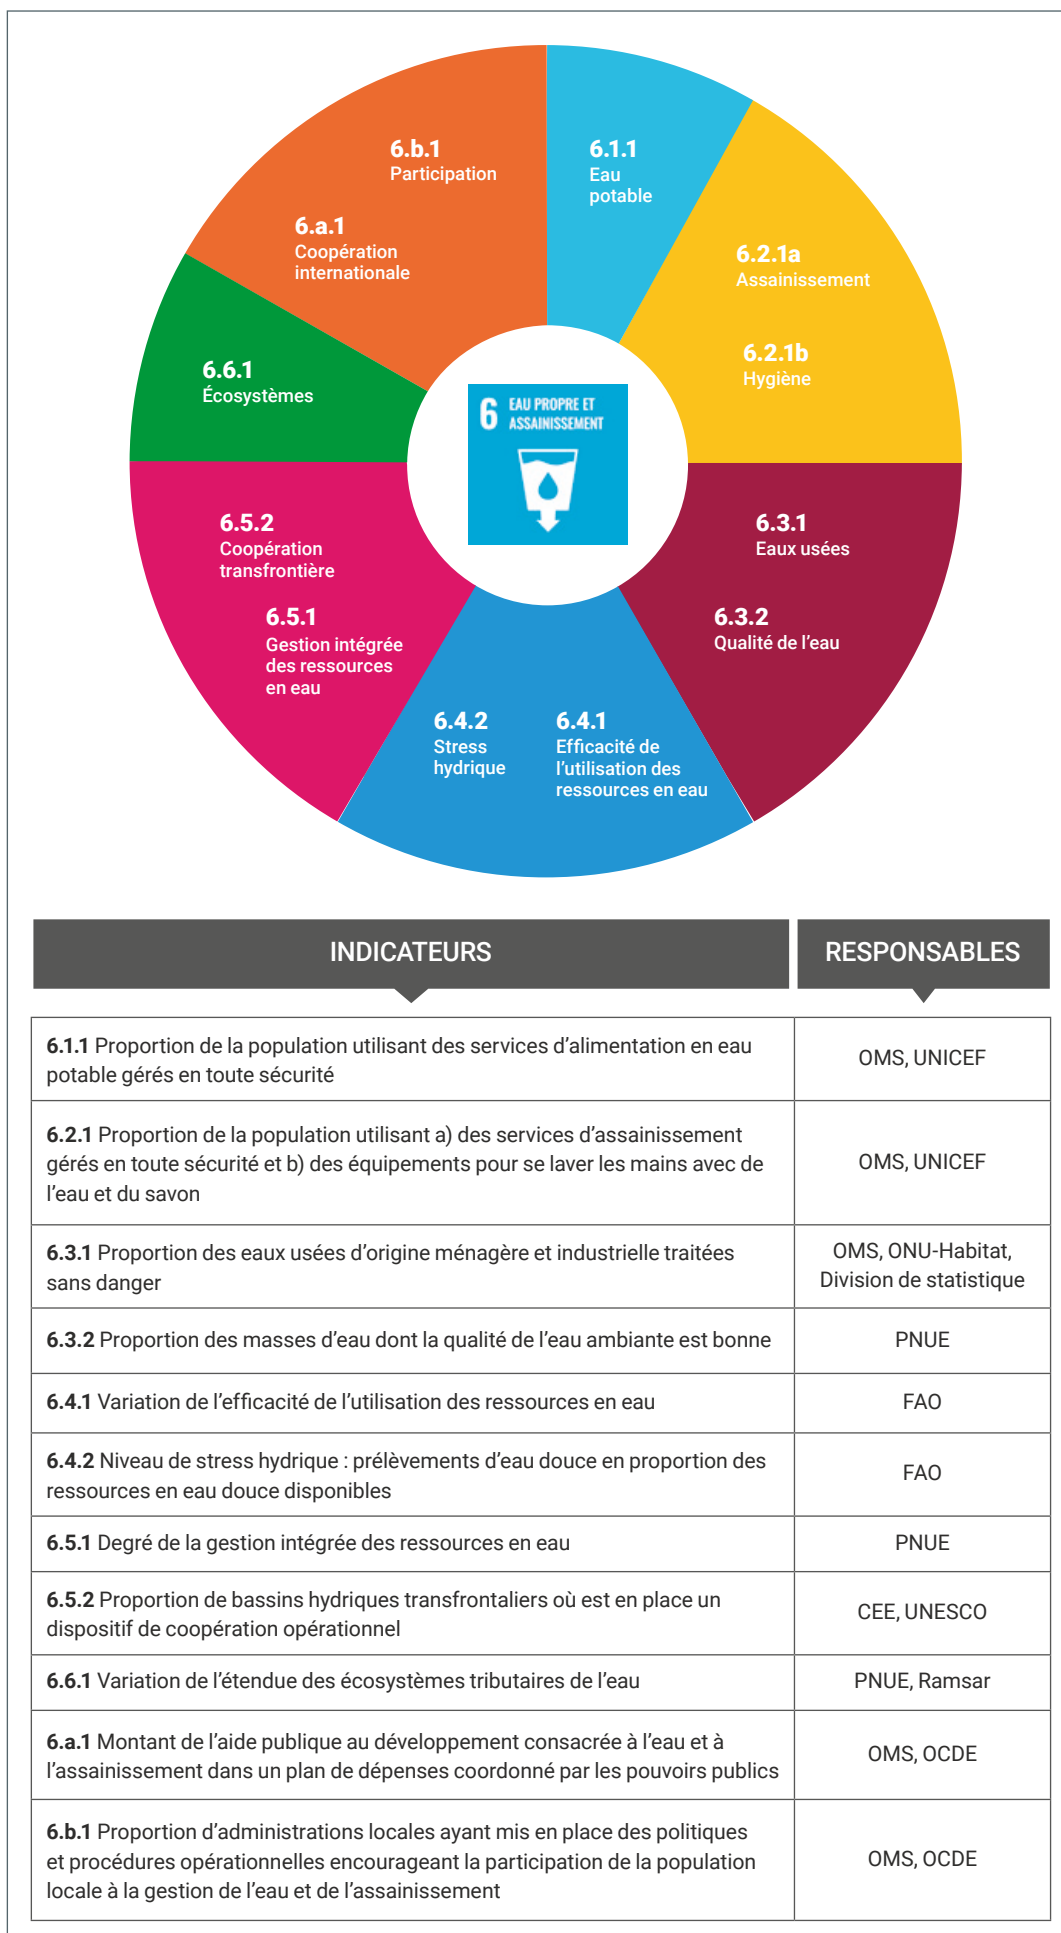 6.b.1
Participation
6.1.1
Eau
potable
6.a.1
Coopération
internationale
6.2.1a
Assainissement
6.2.1b
Hygiène
6.6.1
Écosystèmes
6 EAU PROPRE ET
ASSAINISSEMENT
6.5.2
Coopération
transfrontière
6.3.1
Eaux usées
6.5.1
Gestion intégrée
des ressources
en eau
6.3.2
Qualité de l’eau
6.4.2
Stress
hydrique
6.4.1
Efficacité de
l’utilisation des
ressources en eau
INDICATEURS
RESPONSABLES
6.1.1 Proportion de la population utilisant des services d’alimentation en eau
potable gérés en toute sécurité
OMS, UNICEF
6.2.1 Proportion de la population utilisant a) des services d’assainissement
gérés en toute sécurité et b) des équipements pour se laver les mains avec de
l’eau et du savon
OMS, UNICEF
6.3.1 Proportion des eaux usées d’origine ménagère et industrielle traitées
sans danger
OMS, ONU-Habitat,
Division de statistique
6.3.2 Proportion des masses d’eau dont la qualité de l’eau ambiante est bonne
PNUE
6.4.1 Variation de l’efficacité de l’utilisation des ressources en eau
FAO
6.4.2 Niveau de stress hydrique : prélèvements d’eau douce en proportion des
ressources en eau douce disponibles
FAO
6.5.1 Degré de la gestion intégrée des ressources en eau
PNUE
6.5.2 Proportion de bassins hydriques transfrontaliers où est en place un
dispositif de coopération opérationnel
CEE, UNESCO
6.6.1 Variation de l’étendue des écosystèmes tributaires de l’eau
PNUE, Ramsar
6.a.1 Montant de l’aide publique au développement consacrée à l’eau et à
l’assainissement dans un plan de dépenses coordonné par les pouvoirs publics
OMS, OCDE
6.b.1 Proportion d’administrations locales ayant mis en place des politiques
et procédures opérationnelles encourageant la participation de la population
locale à la gestion de l’eau et de l’assainissement
OMS, OCDE